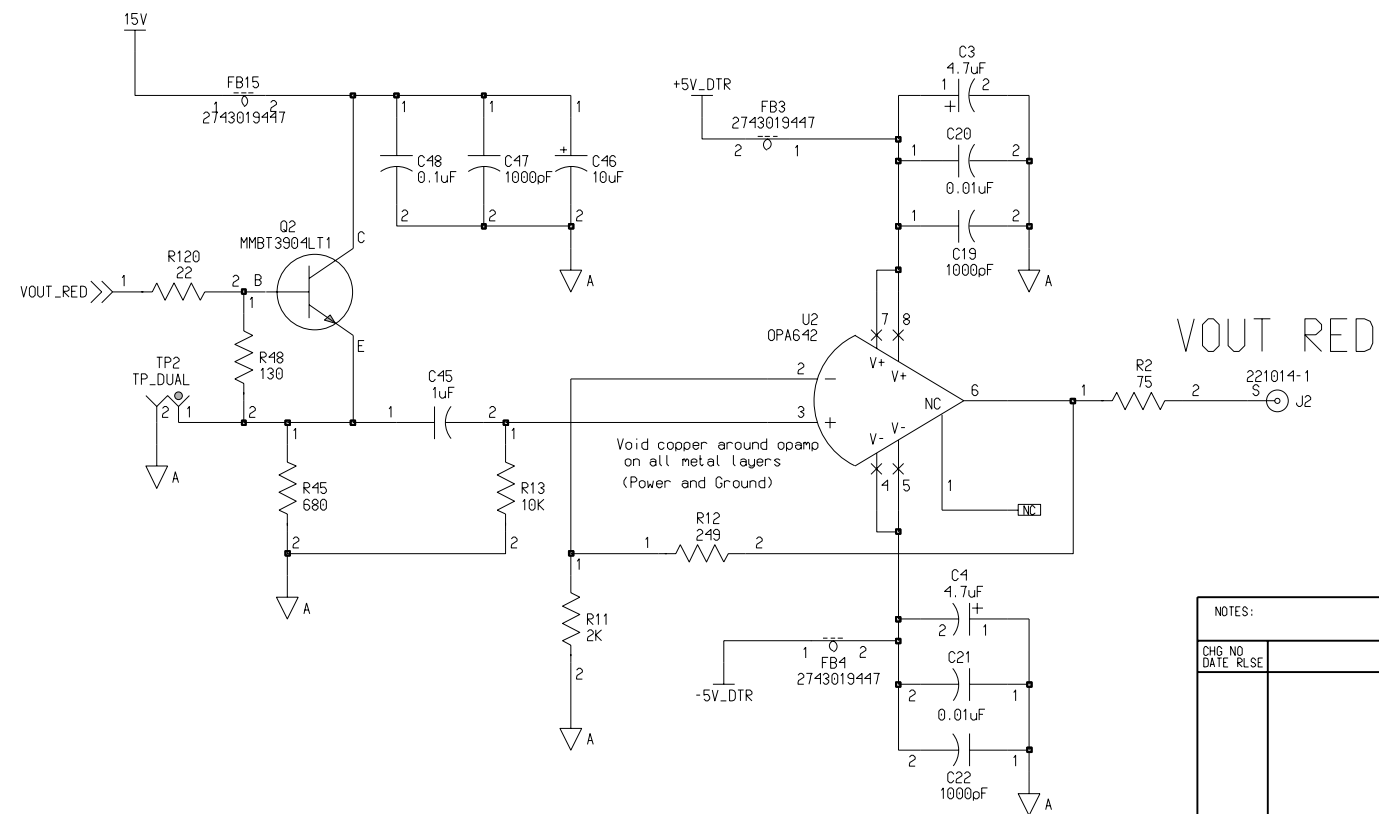 15V
FB15
1 2
2743019447
1
1
1
+
C48
0.1uF
C47
1000pF
C46
10uF
2
2
2
A
Q2
MMBT3904LT1
C
B
E
R120
22
VOUT_RED
1
2
1
R48
130
2
TP2
TP_DUAL
2
1
A
1
R45
680
2
A
C45
1uF
1
2
1
R13
10K
2
+5V_DTR
FB3
2743019447
2
1
C3
4.7uF
1
2
+
C20
1
2
0.01uF
1
2
C19
1000pF
A
U2
OPA642
7
8
V+
V+
2
−
3
+
NC
6
V-
V-
4
5
1
NC
Void copper around opamp
on all metal layers
(Power and Ground)
R12
249
1
2
1
R11
2K
2
A
VOUT RED
R2
75
1
2
221014-1
S
J2
C4
4.7uF
+
2
1
-5V_DTR
1
2
FB4
2743019447
C21
2
1
0.01uF
2
1
C22
1000pF
A
NOTES:
CHG NO
DATE RLSE